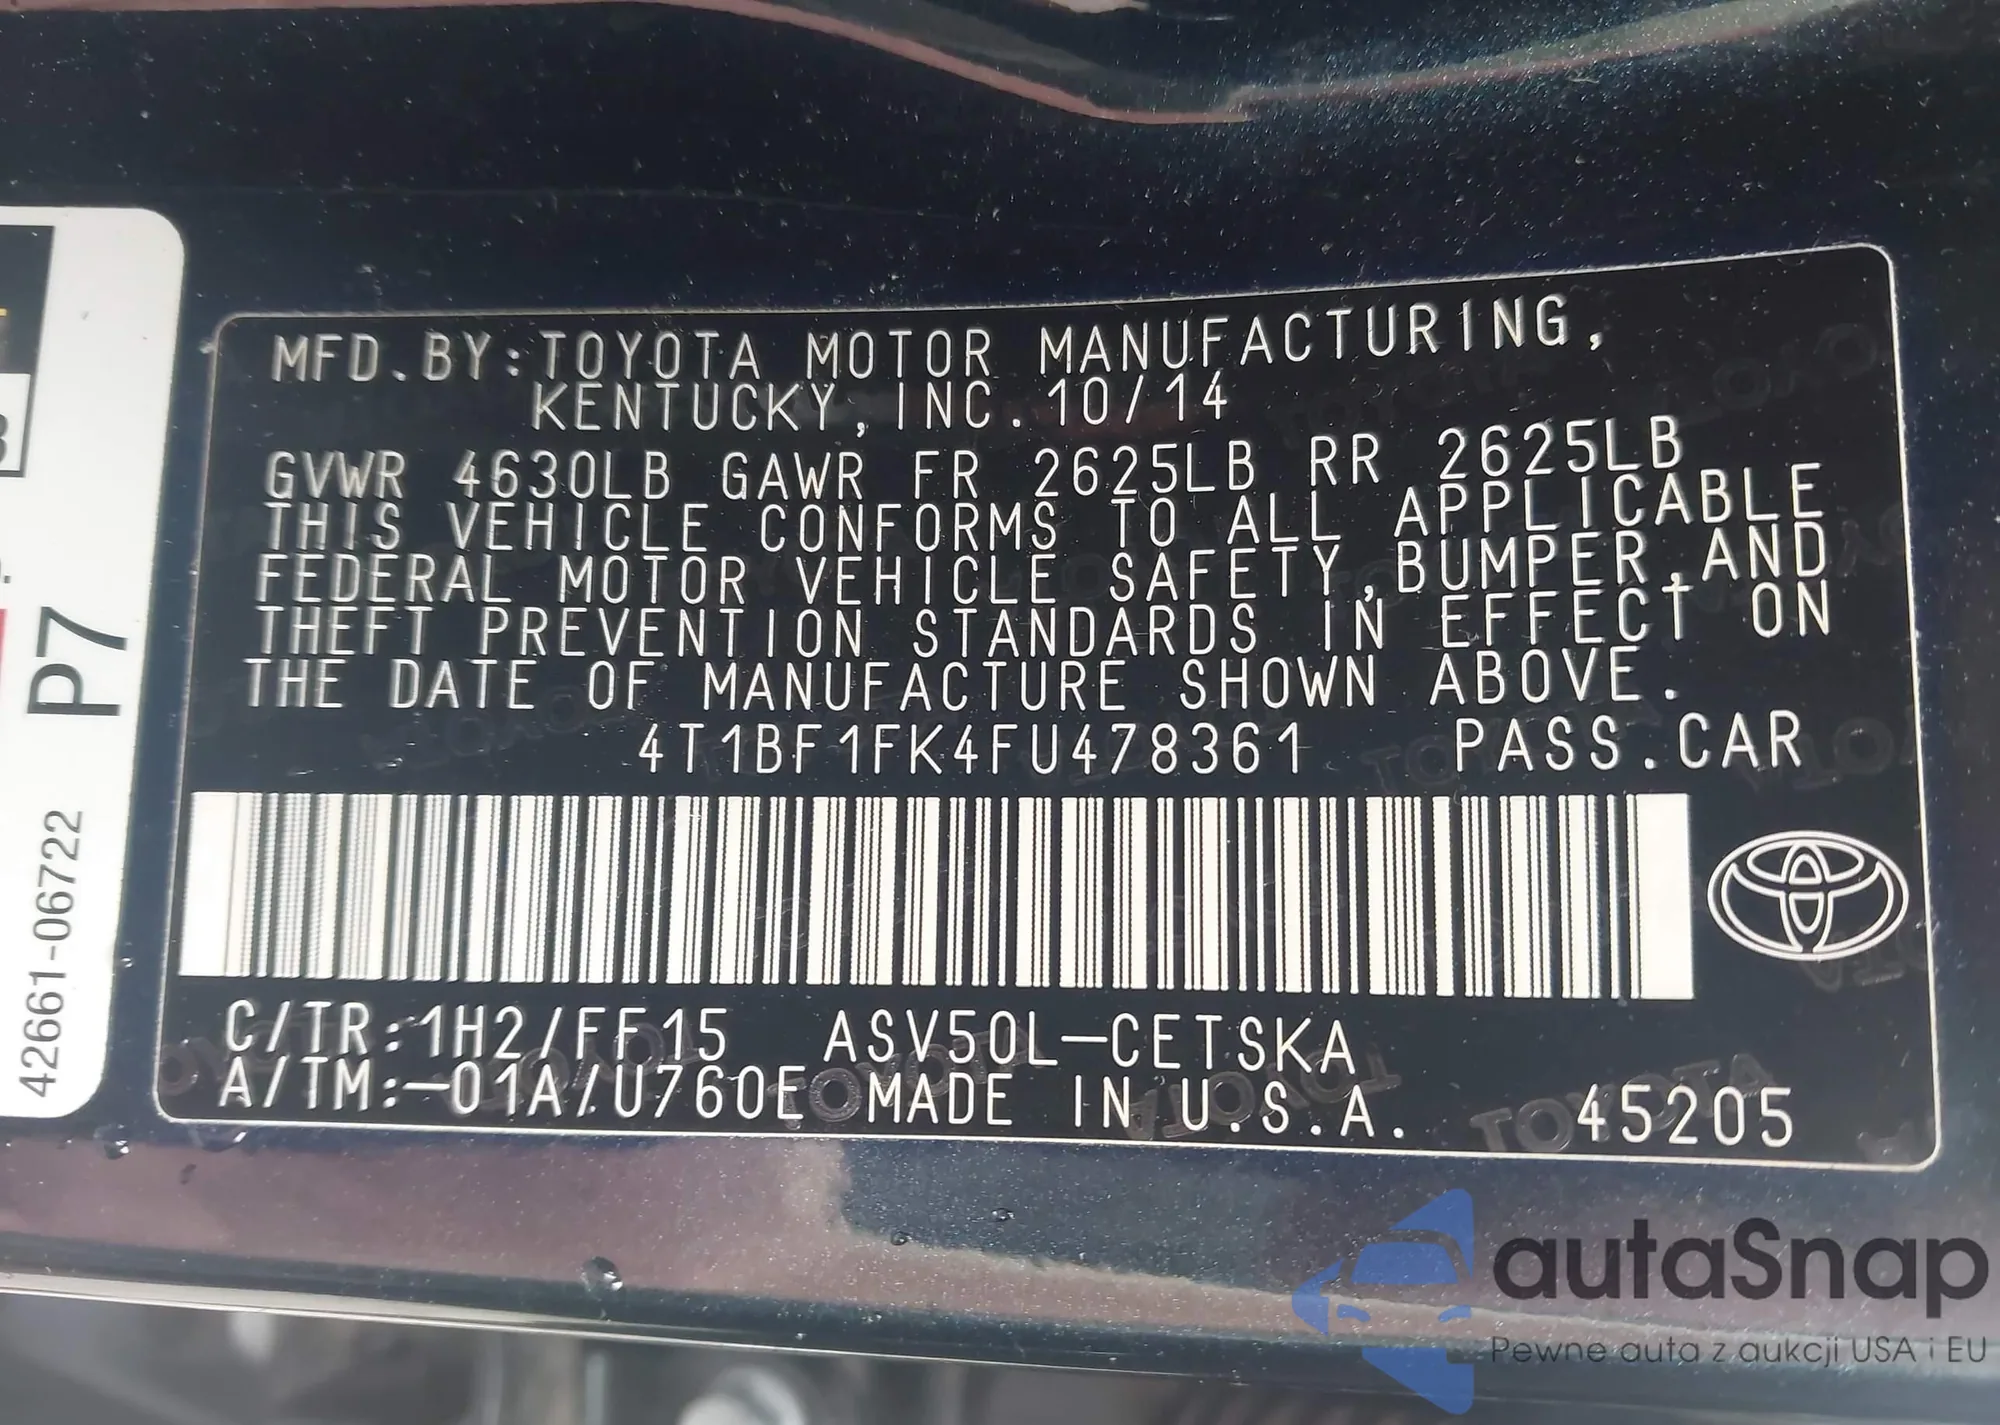 MFD.BY:TOYOTA MOTOR MANUFACTURING,
KENTUCKY, INC. 10/14
GVWR 4630LB GAWR FR 2625LB RR 2625LB
THIS VEHICLE CONFORMS TO ALL APPLICABLE
FEDERAL MOTOR VEHICLE SAFETY, BUMPER, AND
THEFT PREVENTION STANDARDS IN EFFECT ON
THE DATE OF MANUFACTURE SHOWN ABOVE.
4T1BF1FK4FU478361 PASS.CAR
C/TR:1H2/FF15 ASV50L-CETSKA
A/TM:-01A/U760E MADE IN U.S.A. 45205
P7
42661-06722
autaSnap
Pewne auta z aukcji USA i EU